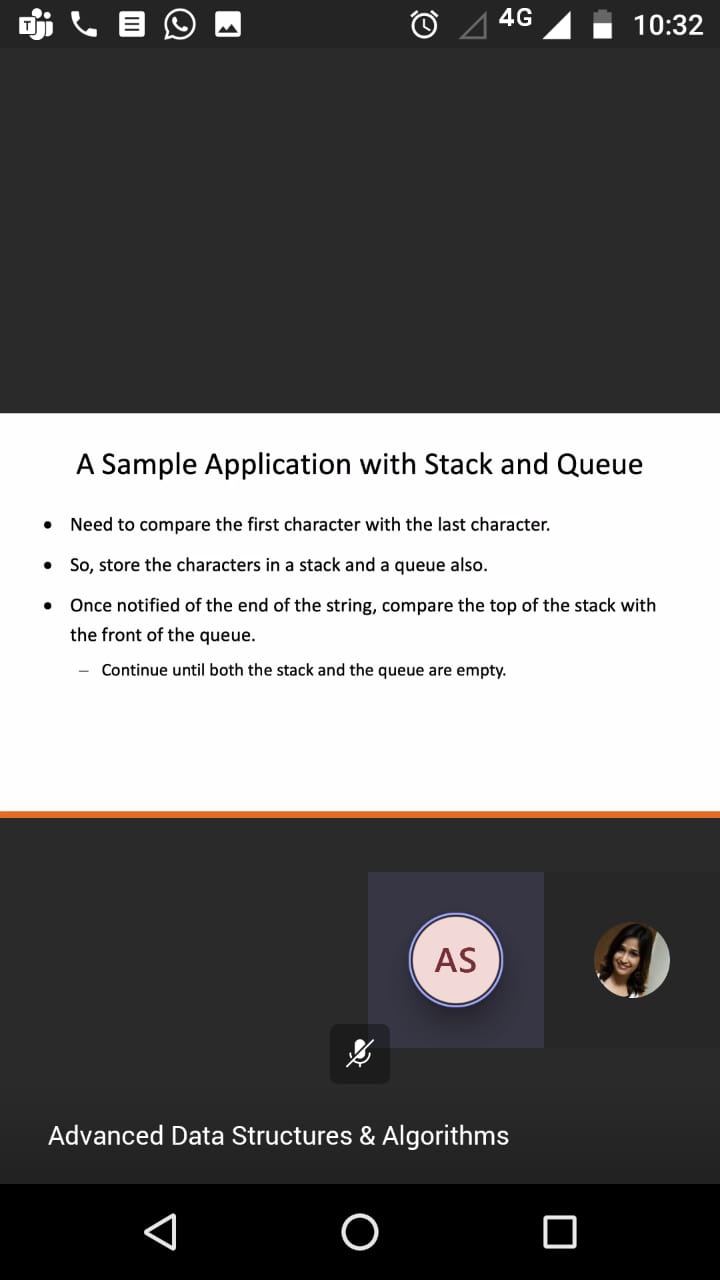 4G 10:32
A Sample Application with Stack and Queue
• Need to compare the first character with the last character.
• So, store the characters in a stack and a queue also.
• Once notified of the end of the string, compare the top of the stack with
the front of the queue.
– Continue until both the stack and the queue are empty.
AS
Advanced Data Structures & Algorithms